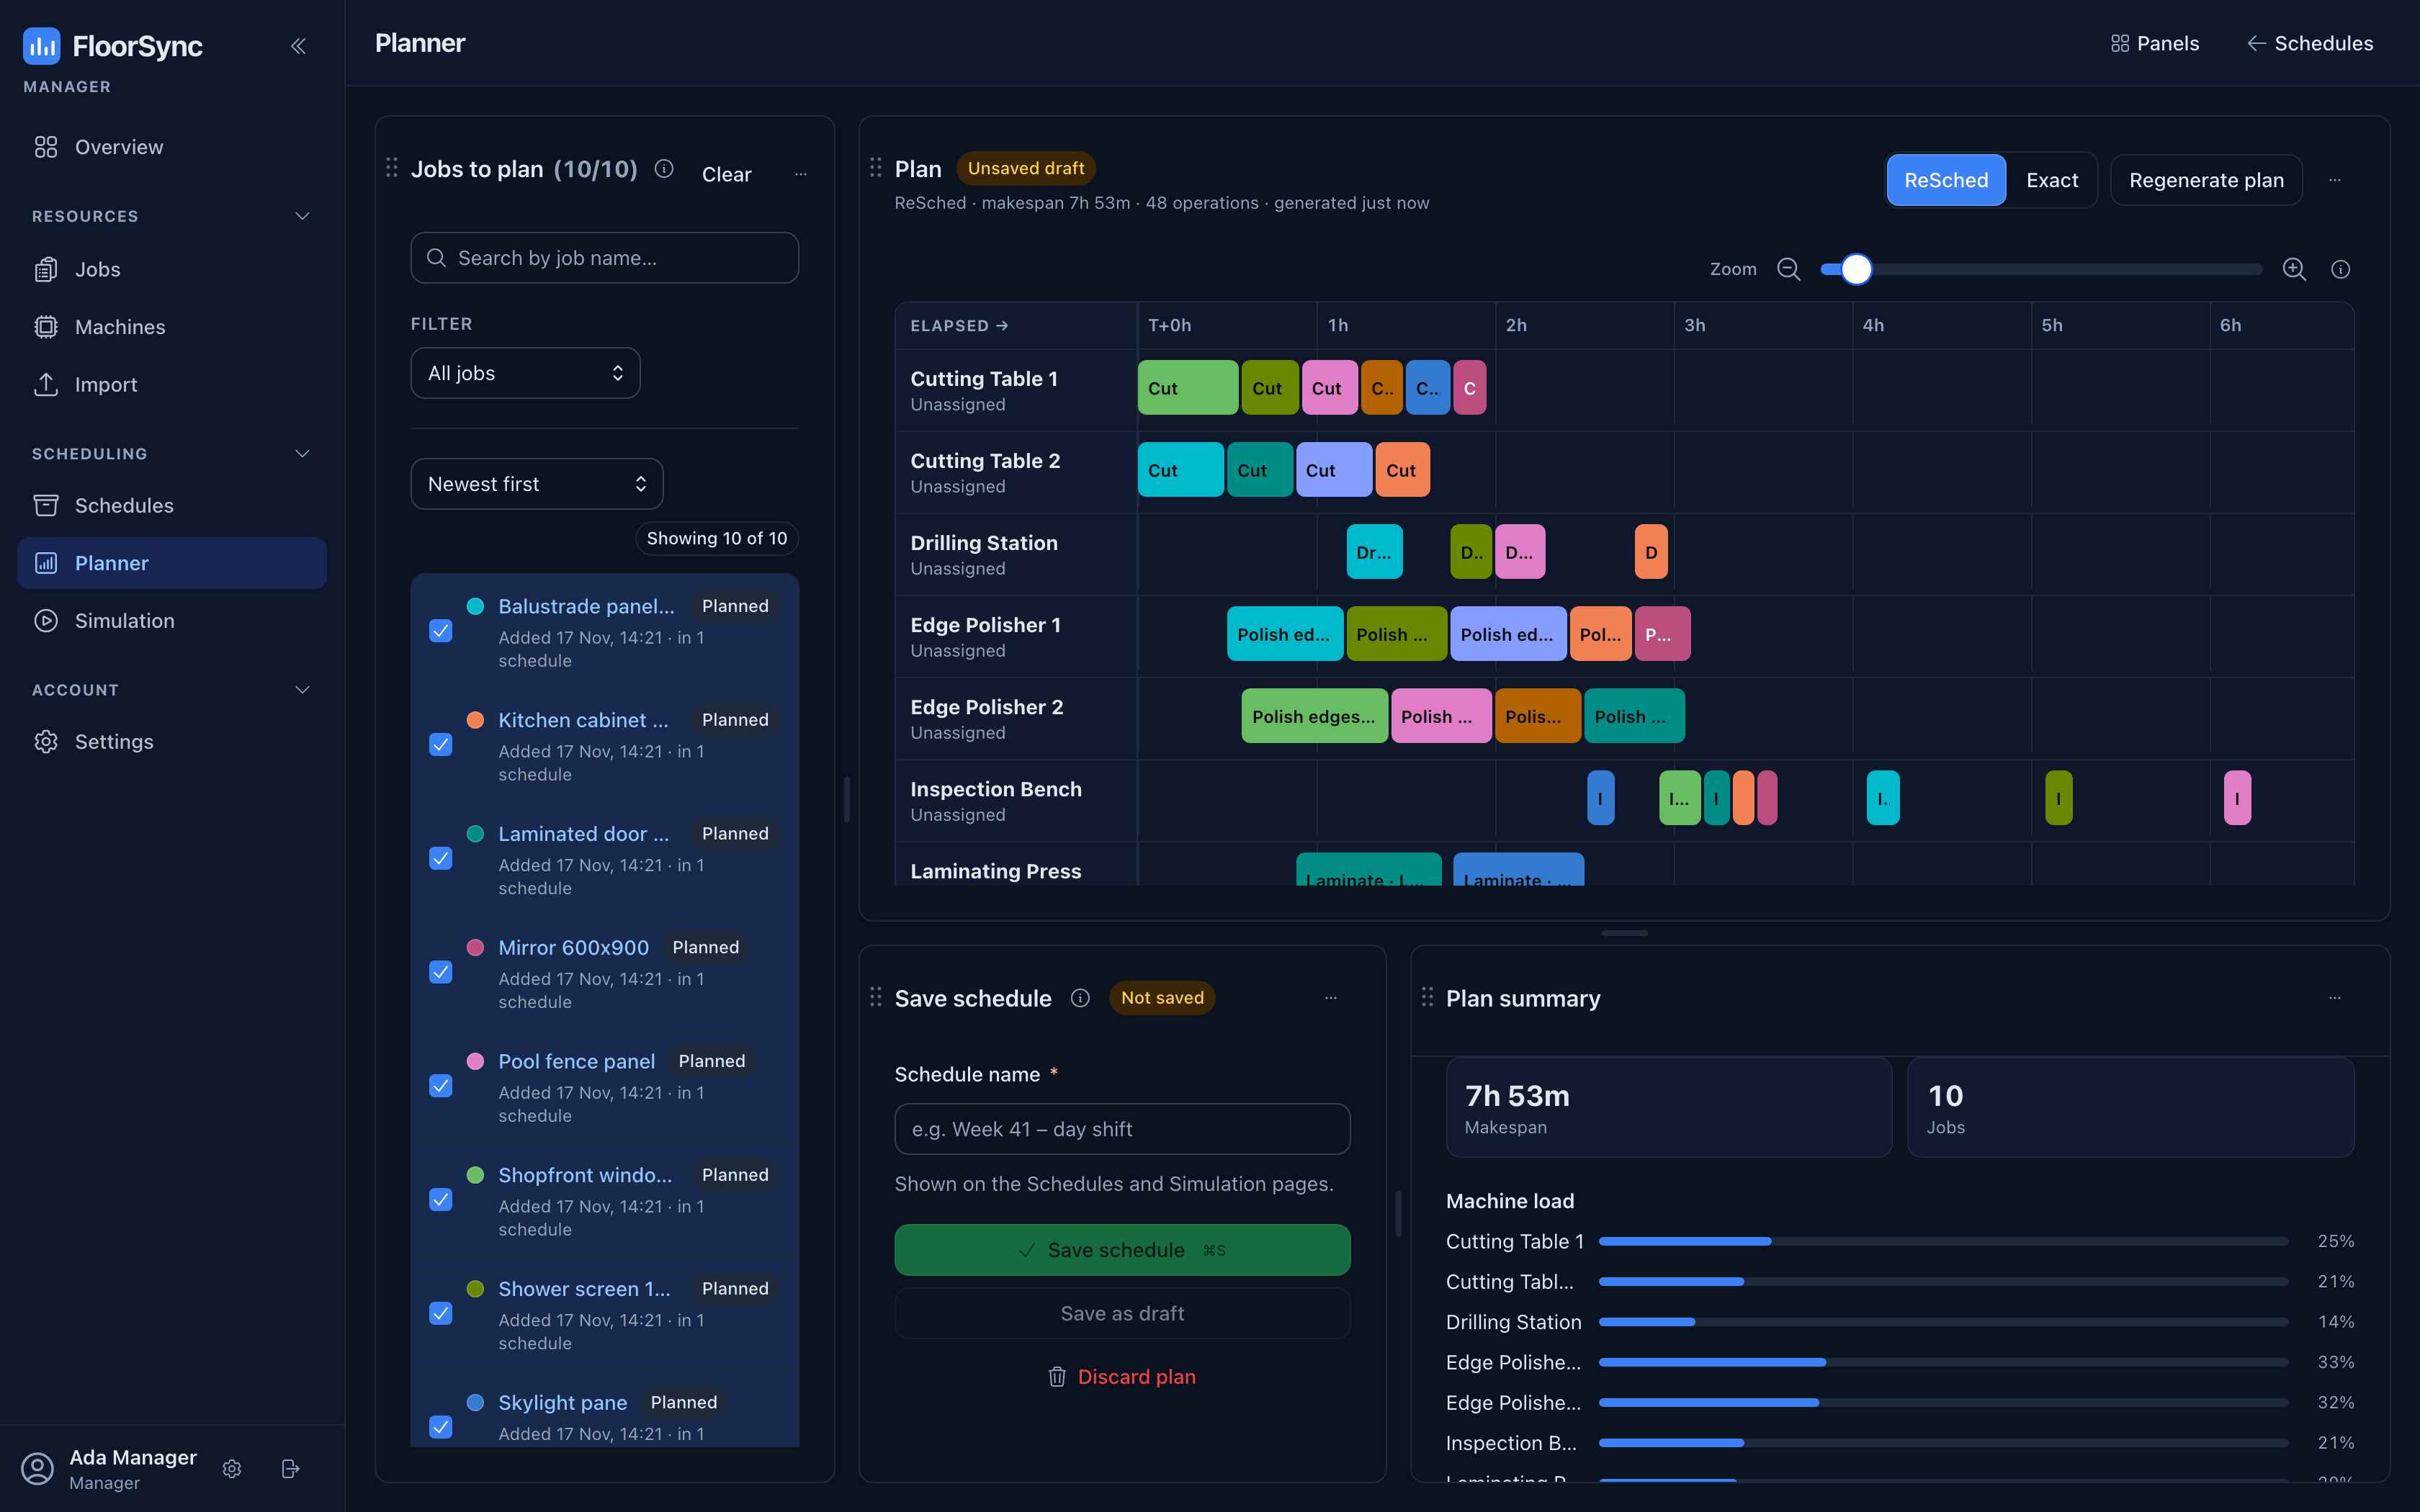 FloorSync
MANAGER
Overview
RESOURCES
Jobs
Machines
Import
SCHEDULING
Schedules
Planner
Simulation
ACCOUNT
Settings
Ada Manager
Manager
Planner
Panels
Schedules
Jobs to plan (10/10)
Clear
Search by job name...
FILTER
All jobs
Newest first
Showing 10 of 10
Balustrade panel... Planned
Added 17 Nov, 14:21 · in 1
schedule
Kitchen cabinet ... Planned
Added 17 Nov, 14:21 · in 1
schedule
Laminated door ... Planned
Added 17 Nov, 14:21 · in 1
schedule
Mirror 600x900 Planned
Added 17 Nov, 14:21 · in 1
schedule
Pool fence panel Planned
Added 17 Nov, 14:21 · in 1
schedule
Shopfront windo... Planned
Added 17 Nov, 14:21 · in 1
schedule
Shower screen 1... Planned
Added 17 Nov, 14:21 · in 1
schedule
Skylight pane Planned
Added 17 Nov, 14:21 · in 1
Plan Unsaved draft
ReSched · makespan 7h 53m · 48 operations · generated just now
ReSched Exact Regenerate plan
Zoom
ELAPSED → T+0h 1h 2h 3h 4h 5h 6h
Cutting Table 1
Unassigned
Cut Cut Cut C.. C.. C
Cutting Table 2
Unassigned
Cut Cut Cut Cut
Drilling Station
Unassigned
Dr... D.. D... D
Edge Polisher 1
Unassigned
Polish ed... Polish ... Polish ed... Pol... P...
Edge Polisher 2
Unassigned
Polish edges... Polish ... Polis... Polish ...
Inspection Bench
Unassigned
I I... I I. I I
Laminating Press
Laminate · L... Laminate · ...
Save schedule Not saved
Schedule name *
e.g. Week 41 – day shift
Shown on the Schedules and Simulation pages.
Save schedule ⌘S
Save as draft
Discard plan
Plan summary
7h 53m
Makespan
10
Jobs
Machine load
Cutting Table 1 25%
Cutting Tabl... 21%
Drilling Station 14%
Edge Polishe... 33%
Edge Polishe... 32%
Inspection B... 21%